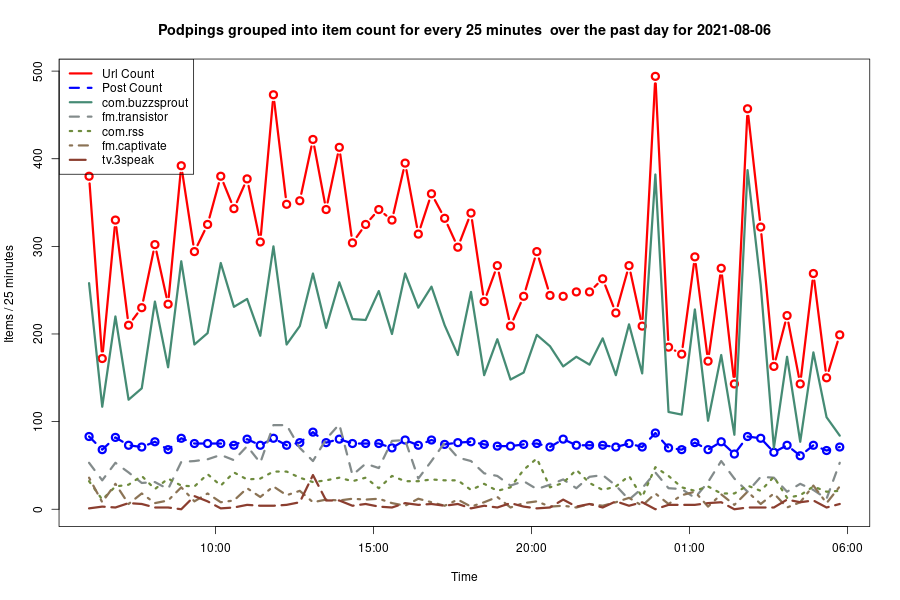 Podpings grouped into item count for every 25 minutes  over the past day for 2021-08-06
Url Count
Post Count
com.buzzsprout
fm.transistor
com.rss
fm.captivate
tv.3speak
Items / 25 minutes
500
400
300
200
100
0
10:00 15:00 20:00 01:00 06:00
Time